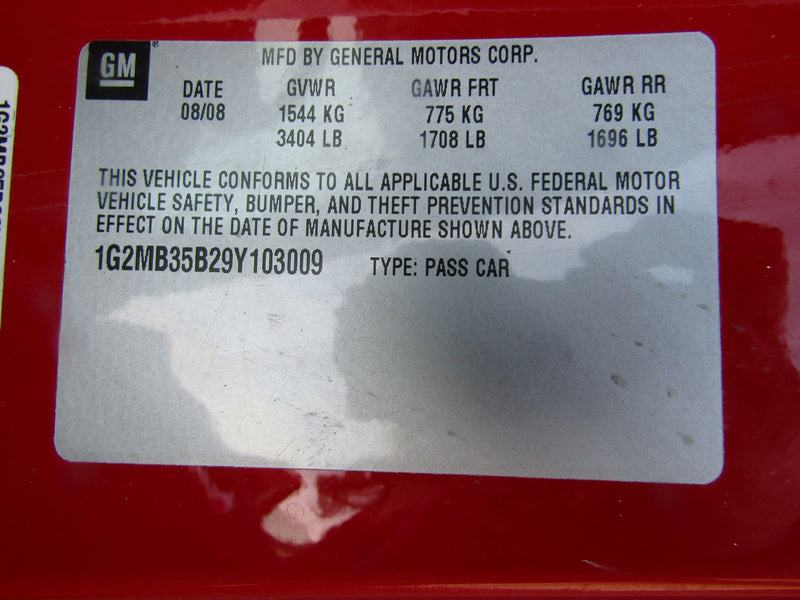 GM
MFD BY GENERAL MOTORS CORP.
DATE GVWR GAWR FRT GAWR RR
08/08 1544 KG 775 KG 769 KG
3404 LB 1708 LB 1696 LB
THIS VEHICLE CONFORMS TO ALL APPLICABLE U.S. FEDERAL MOTOR
VEHICLE SAFETY, BUMPER, AND THEFT PREVENTION STANDARDS IN
EFFECT ON THE DATE OF MANUFACTURE SHOWN ABOVE.
1G2MB35B29Y103009 TYPE: PASS CAR